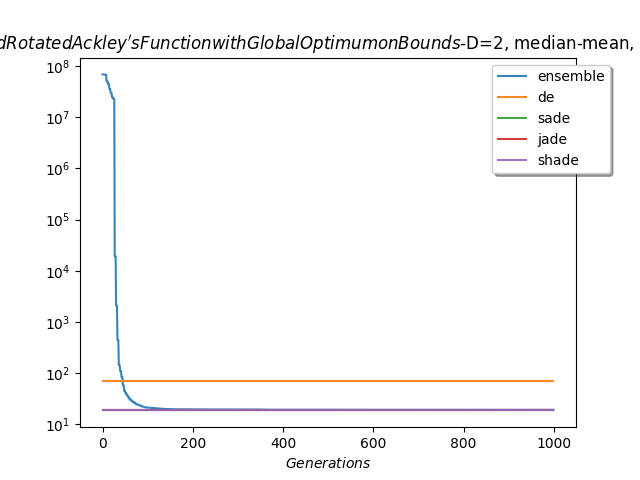 dRotatedAckley'sFunctionwithGlobalOptimumonBounds-D=2, median-mean,
10^8
10^7
10^6
10^5
10^4
10^3
10^2
10^1
ensemble
de
sade
jade
shade
0 200 400 600 800 1000
Generations